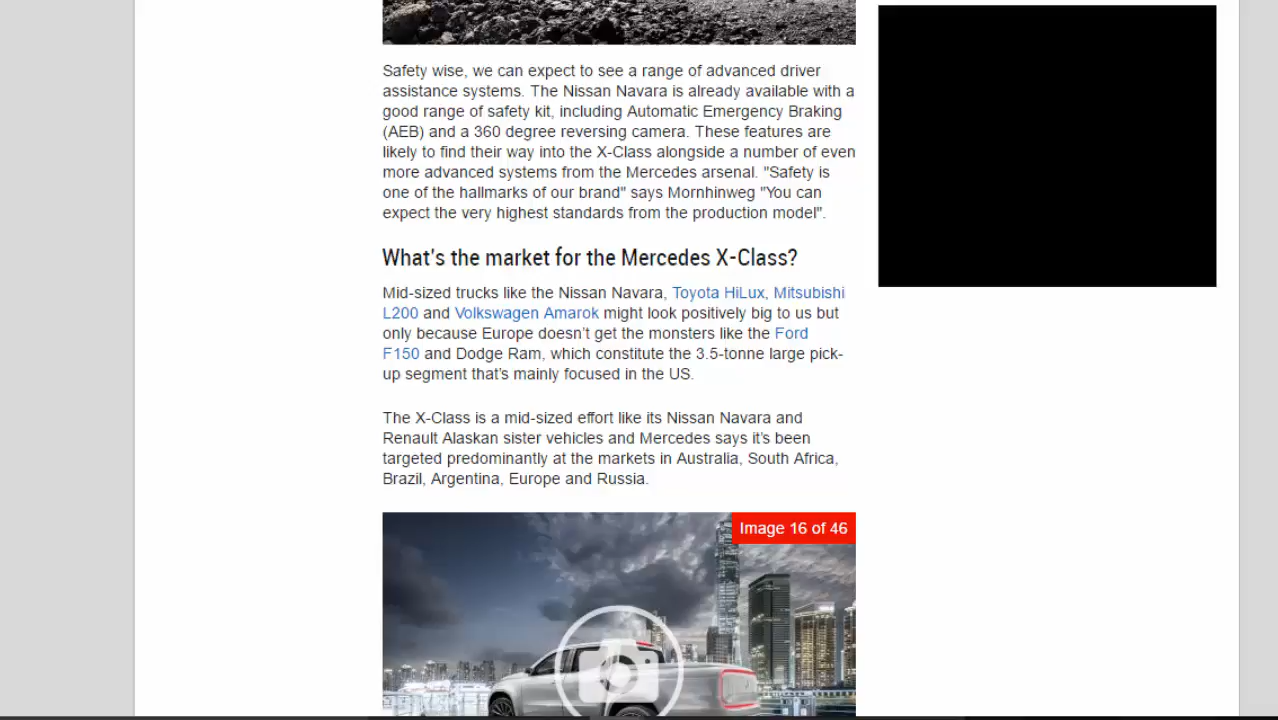 Safety wise, we can expect to see a range of advanced driver
assistance systems. The Nissan Navara is already available with a
good range of safety kit, including Automatic Emergency Braking
(AEB) and a 360 degree reversing camera. These features are
likely to find their way into the X-Class alongside a number of even
more advanced systems from the Mercedes arsenal. "Safety is
one of the hallmarks of our brand" says Mornhinweg "You can
expect the very highest standards from the production model".
What's the market for the Mercedes X-Class?
Mid-sized trucks like the Nissan Navara, Toyota HiLux, Mitsubishi
L200 and Volkswagen Amarok might look positively big to us but
only because Europe doesn’t get the monsters like the Ford
F150 and Dodge Ram, which constitute the 3.5-tonne large pick-
up segment that’s mainly focused in the US.
The X-Class is a mid-sized effort like its Nissan Navara and
Renault Alaskan sister vehicles and Mercedes says it’s been
targeted predominantly at the markets in Australia, South Africa,
Brazil, Argentina, Europe and Russia.
Image 16 of 46